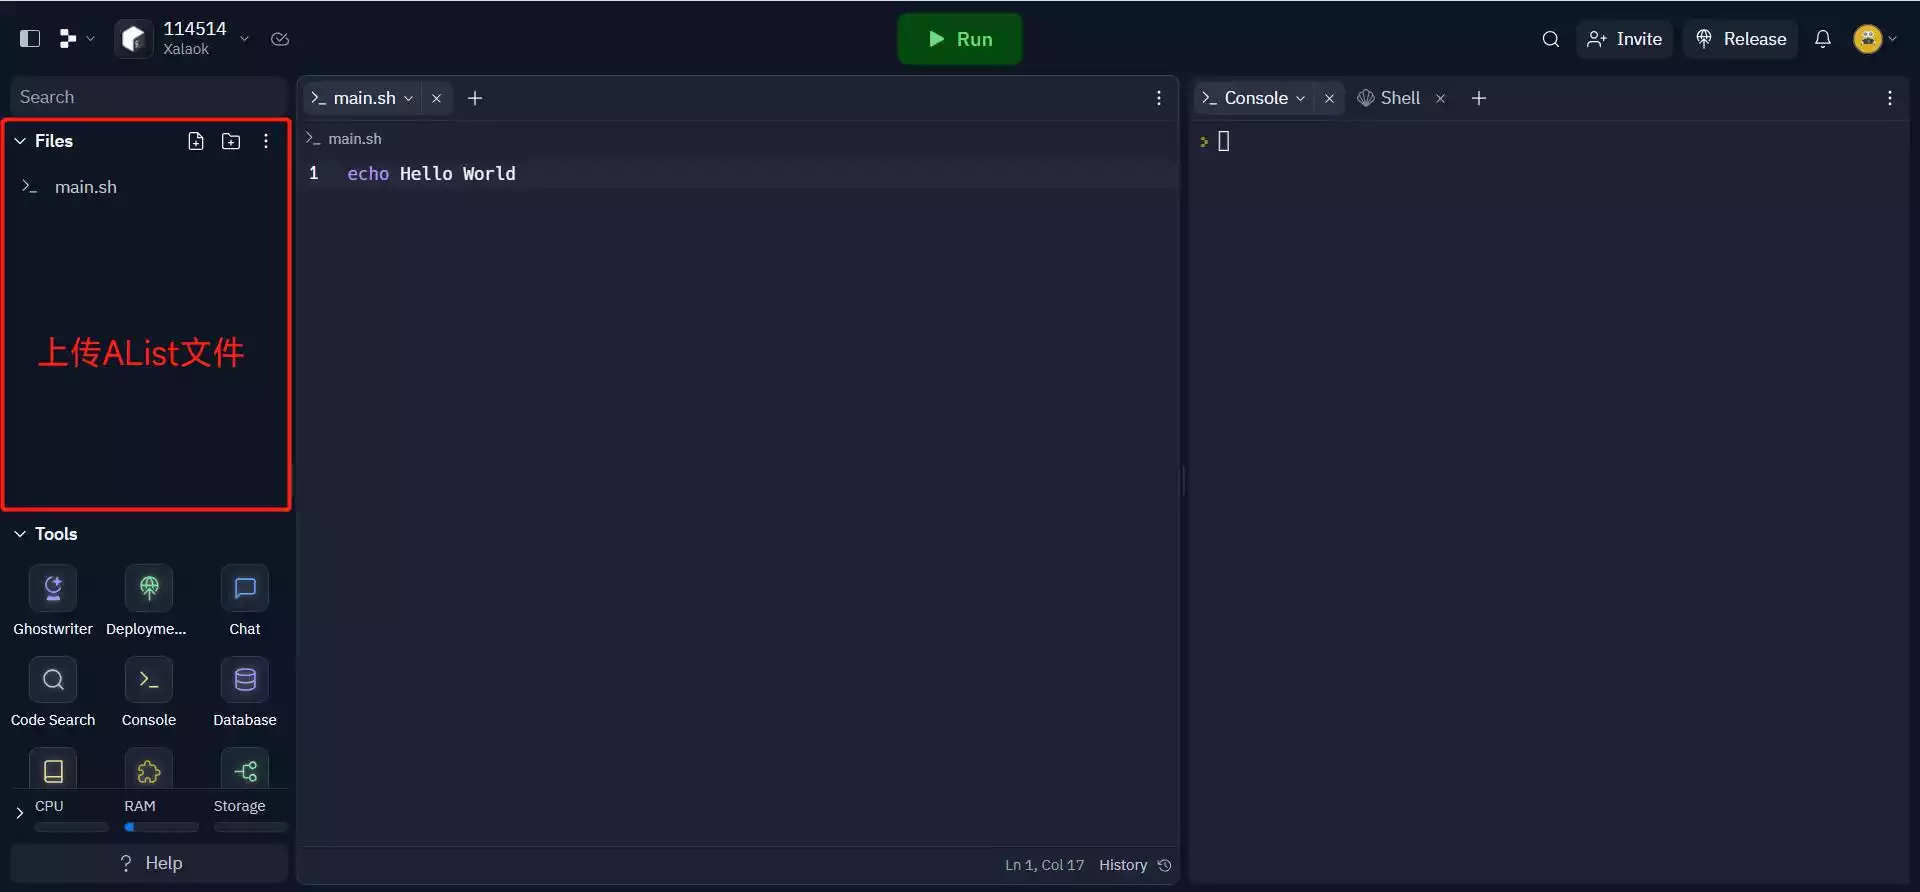 114514
Xalaok
Run
Invite
Release
Search
Files
main.sh
上传AList文件
Tools
Ghostwriter
Deployme...
Chat
Code Search
Console
Database
CPU
RAM
Storage
? Help
>_ main.sh
>_ main.sh
1 echo Hello World
Ln 1, Col 17
History
>_ Console
Shell